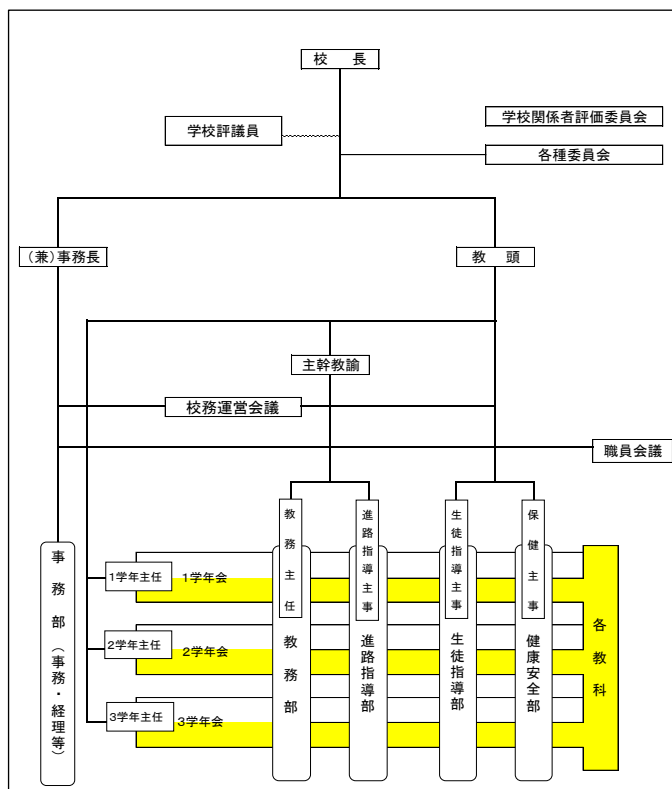 校　長
学校評議員
学校関係者評価委員会
各種委員会
(兼)事務長
教　頭
主幹教諭
校務運営会議
職員会議
教務主任
進路指導主事
生徒指導主事
保健主事
事務部（事務・経理等）
1学年主任
1学年会
2学年主任
2学年会
3学年主任
3学年会
教務部
進路指導部
生徒指導部
健康安全部
各教科